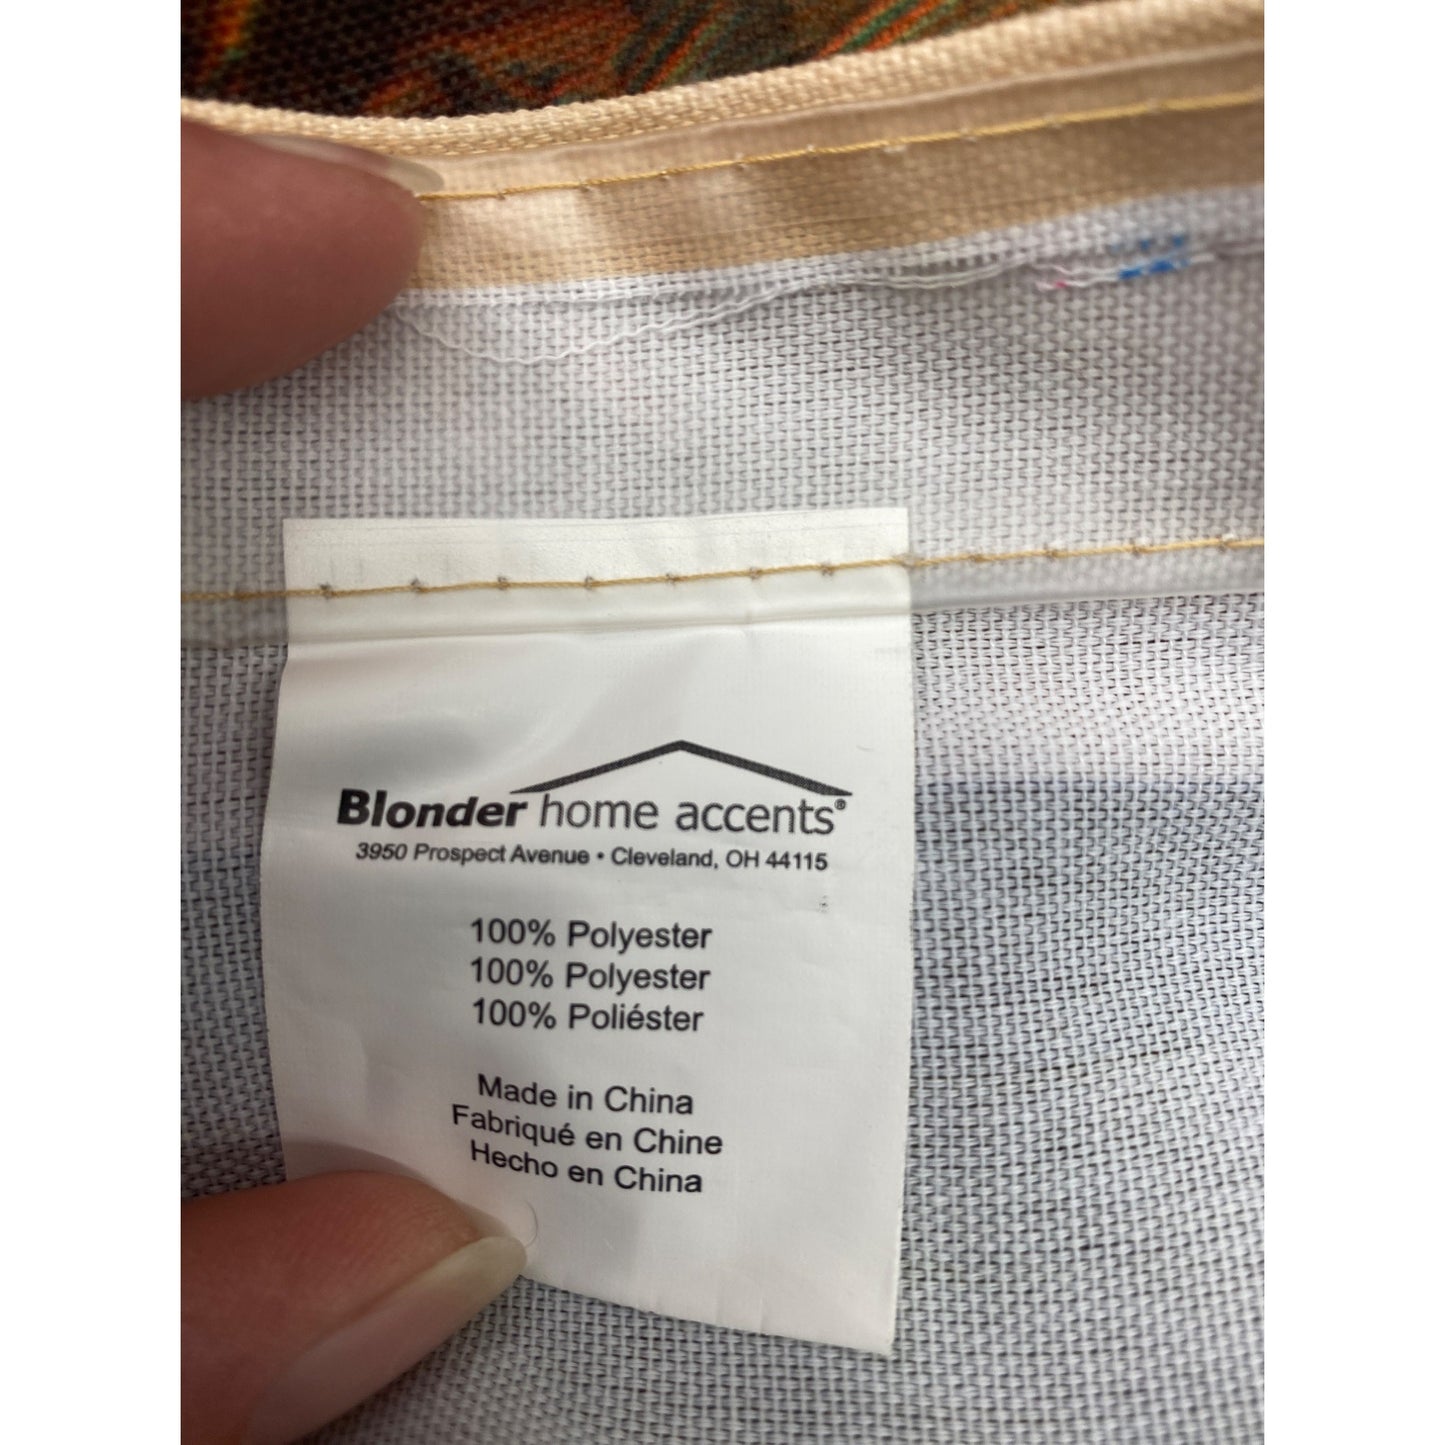 Blonder home accents®
3950 Prospect Avenue • Cleveland, OH 44115
100% Polyester
100% Polyester
100% Poliéster
Made in China
Fabriqué en Chine
Hecho en China